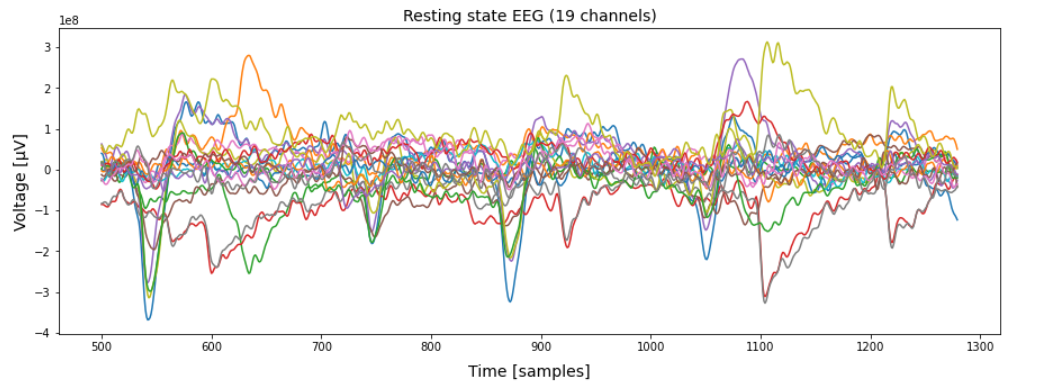 Resting state EEG (19 channels)
1e8
3
2
1
0
−1
−2
−3
−4
Voltage [µV]
500 600 700 800 900 1000 1100 1200 1300
Time [samples]